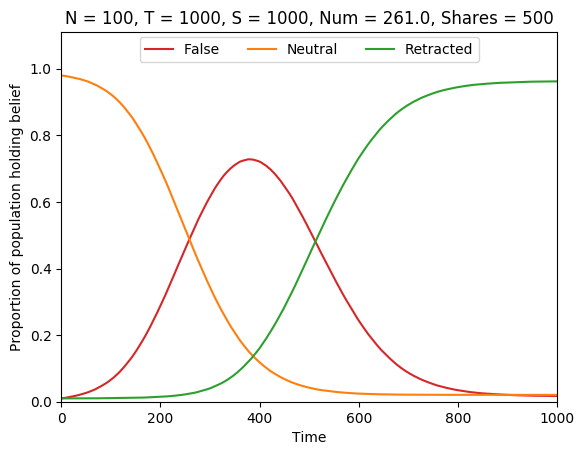 N = 100, T = 1000, S = 1000, Num = 261.0, Shares = 500
False Neutral Retracted
1.0
0.8
0.6
0.4
0.2
0.0
Proportion of population holding belief
0 200 400 600 800 1000
Time